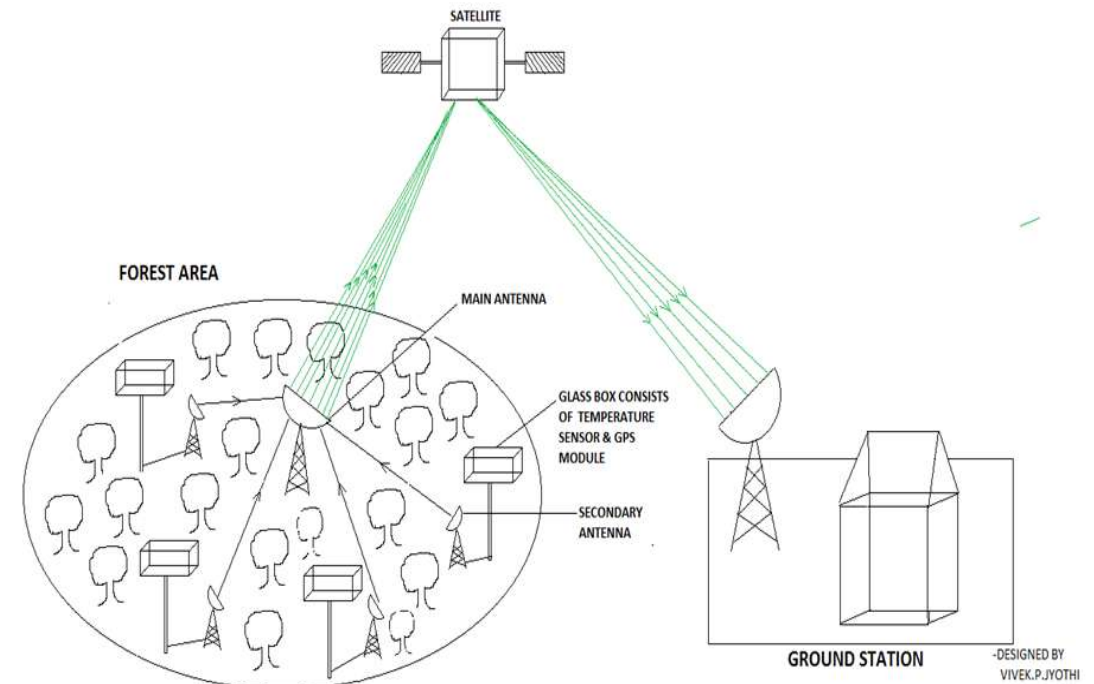 SATELLITE
FOREST AREA
MAIN ANTENNA
GLASS BOX CONSISTS
OF TEMPERATURE
SENSOR & GPS
MODULE
SECONDARY
ANTENNA
GROUND STATION
-DESIGNED BY
VIVEK.P.JYOTHI